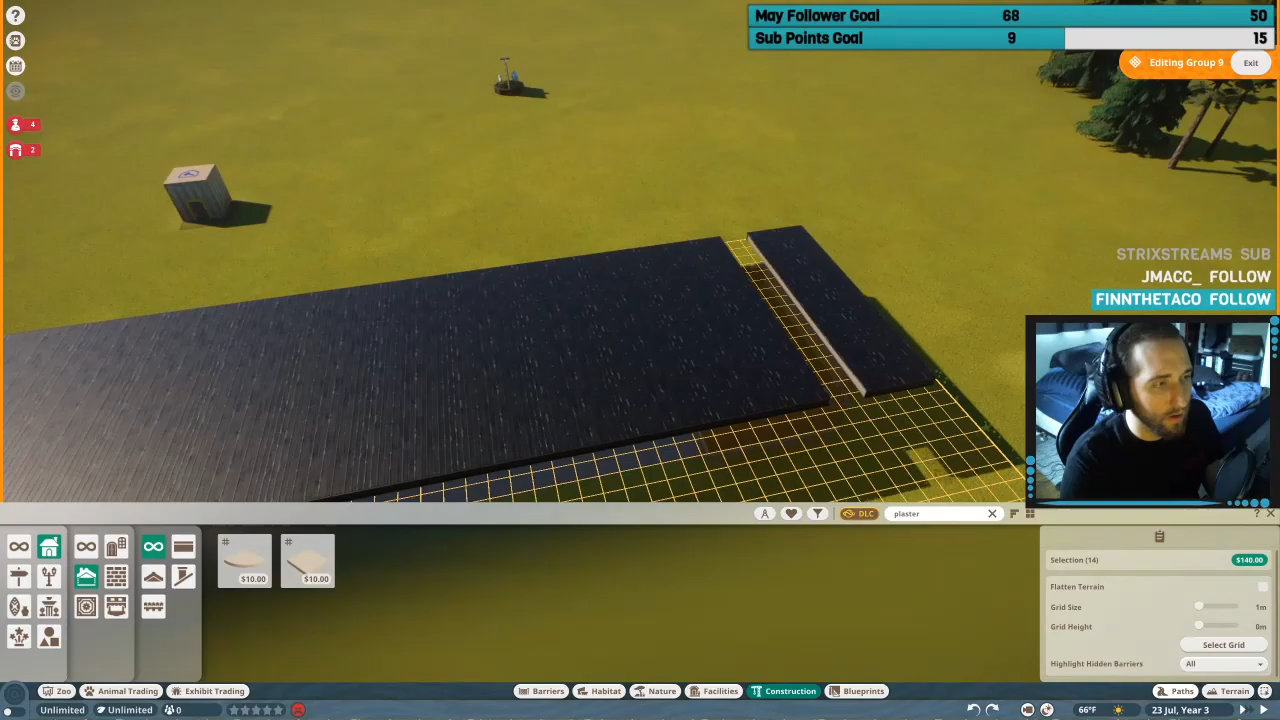 May Follower Goal 68 50
Sub Points Goal 9 15
Editing Group 9 Exit
?
4
2
STRIXSTREAMS SUB
JMACC_ FOLLOW
FINNTHETACO FOLLOW
A DLC plaster
?
$10.00 $10.00
Selection (14) $140.00
Flatten Terrain
Grid Size 1m
Grid Height 0m
Select Grid
Highlight Hidden Barriers All
Zoo Animal Trading Exhibit Trading Barriers Habitat Nature Facilities Construction Blueprints Paths Terrain
Unlimited Unlimited 0 66°F 23 Jul, Year 3